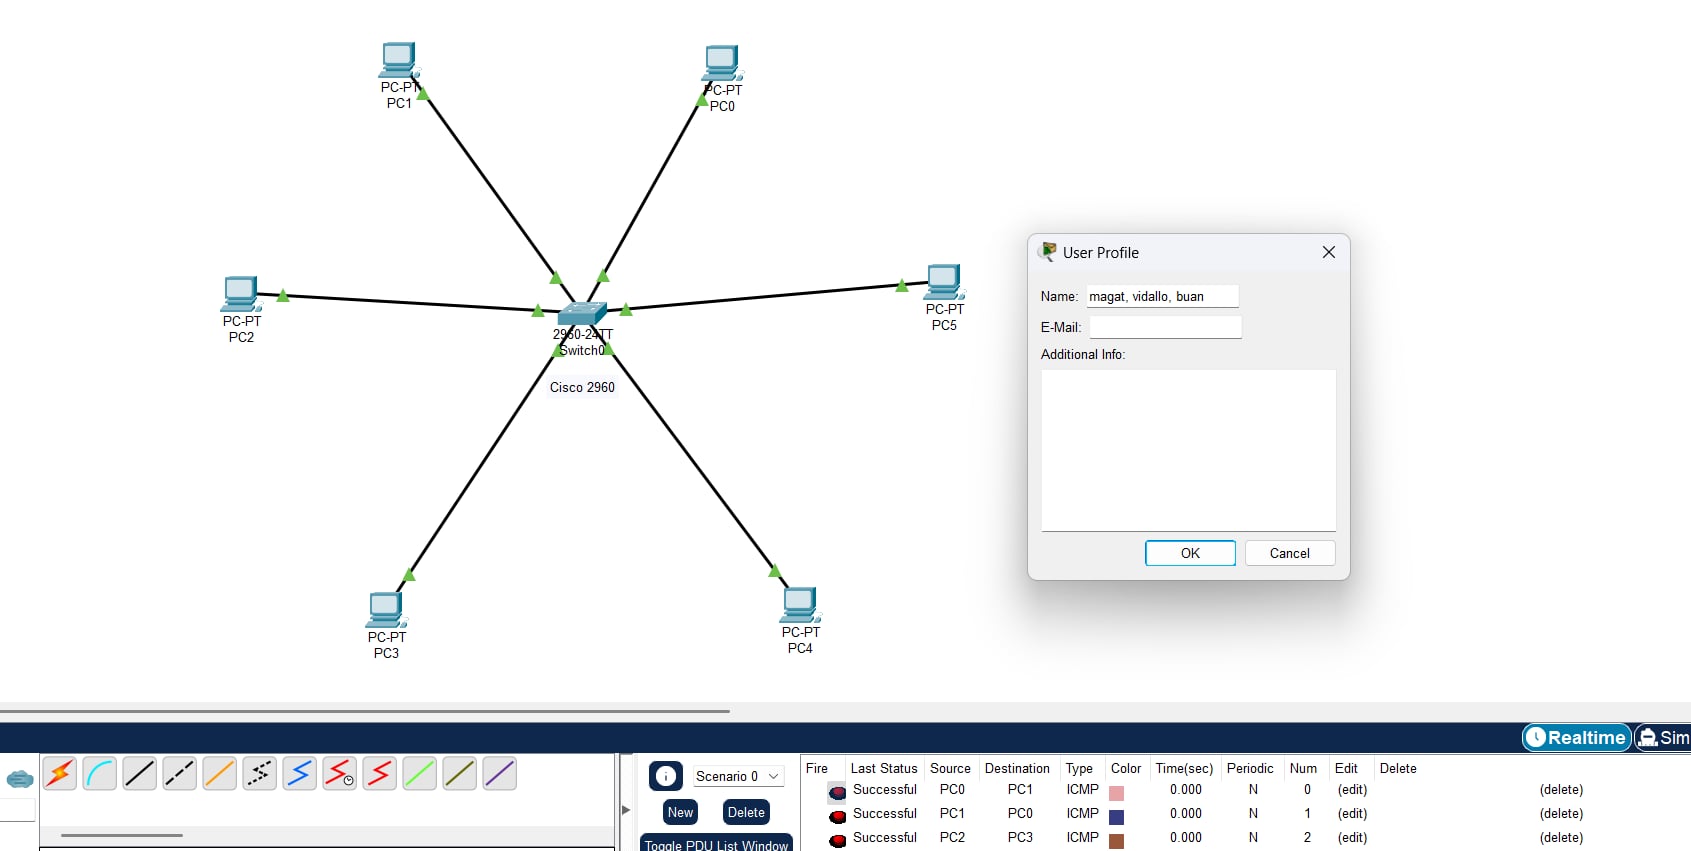 PC-PT
PC1
PC-PT
PC0
PC-PT
PC2
2960-24TT
Switch0
Cisco 2960
PC-PT
PC5
PC-PT
PC3
PC-PT
PC4
User Profile
Name: magat, vidallo, buan
E-Mail:
Additional Info:
OK Cancel
Realtime Sim
Scenario 0
New Delete
Toggle PDU List Window
Fire Last Status Source Destination Type Color Time(sec) Periodic Num Edit Delete
Successful PC0 PC1 ICMP 0.000 N 0 (edit) (delete)
Successful PC1 PC0 ICMP 0.000 N 1 (edit) (delete)
Successful PC2 PC3 ICMP 0.000 N 2 (edit) (delete)